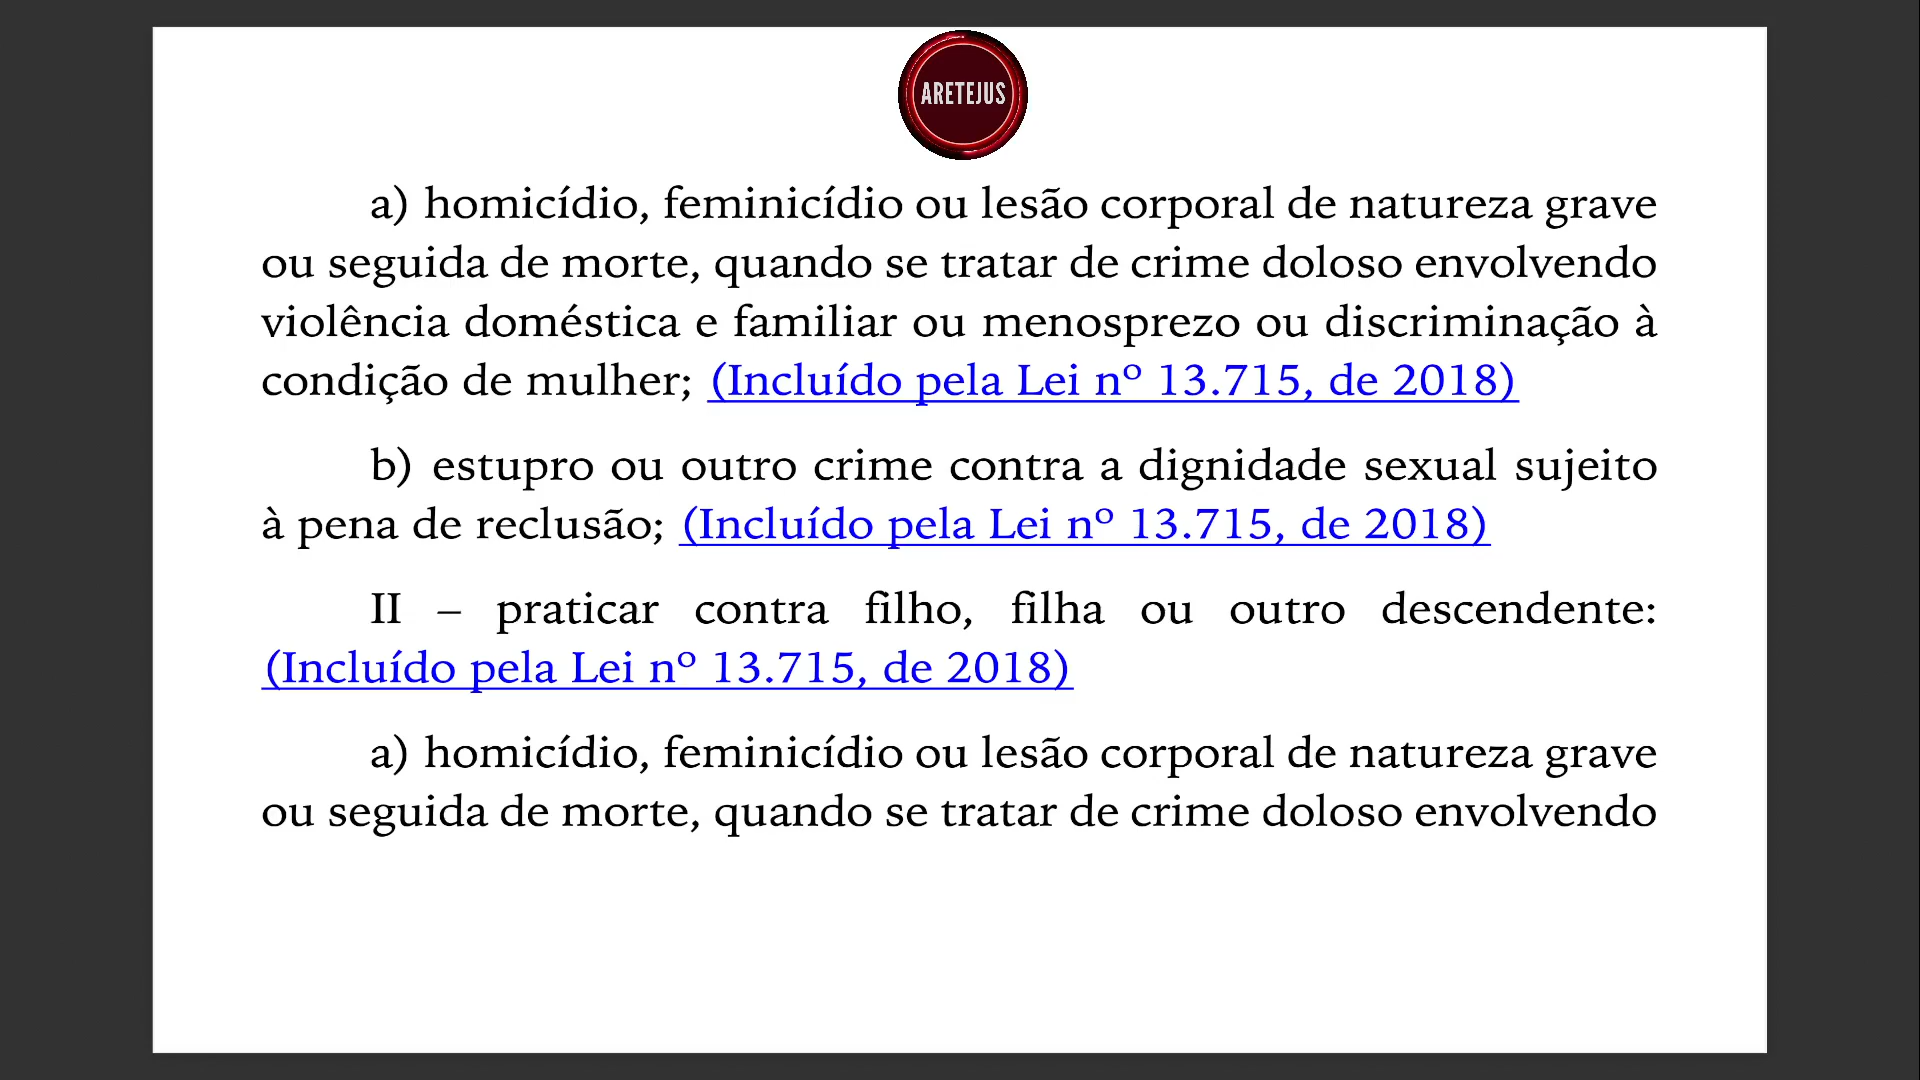 ARETEJUS
a) homicídio, feminicídio ou lesão corporal de natureza grave
ou seguida de morte, quando se tratar de crime doloso envolvendo
violência doméstica e familiar ou menosprezo ou discriminação à
condição de mulher; (Incluído pela Lei nº 13.715, de 2018)
b) estupro ou outro crime contra a dignidade sexual sujeito
à pena de reclusão; (Incluído pela Lei nº 13.715, de 2018)
II – praticar contra filho, filha ou outro descendente:
(Incluído pela Lei nº 13.715, de 2018)
a) homicídio, feminicídio ou lesão corporal de natureza grave
ou seguida de morte, quando se tratar de crime doloso envolvendo